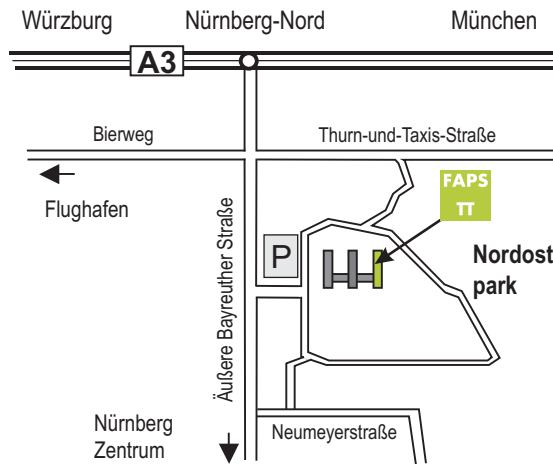 Würzburg
Nürnberg-Nord
München
A3
Bierweg
Thurn-und-Taxis-Straße
Flughafen
FAPS
TT
Äußere Bayreuther Straße
P
Nordost
park
Nürnberg
Zentrum
Neumeyerstraße